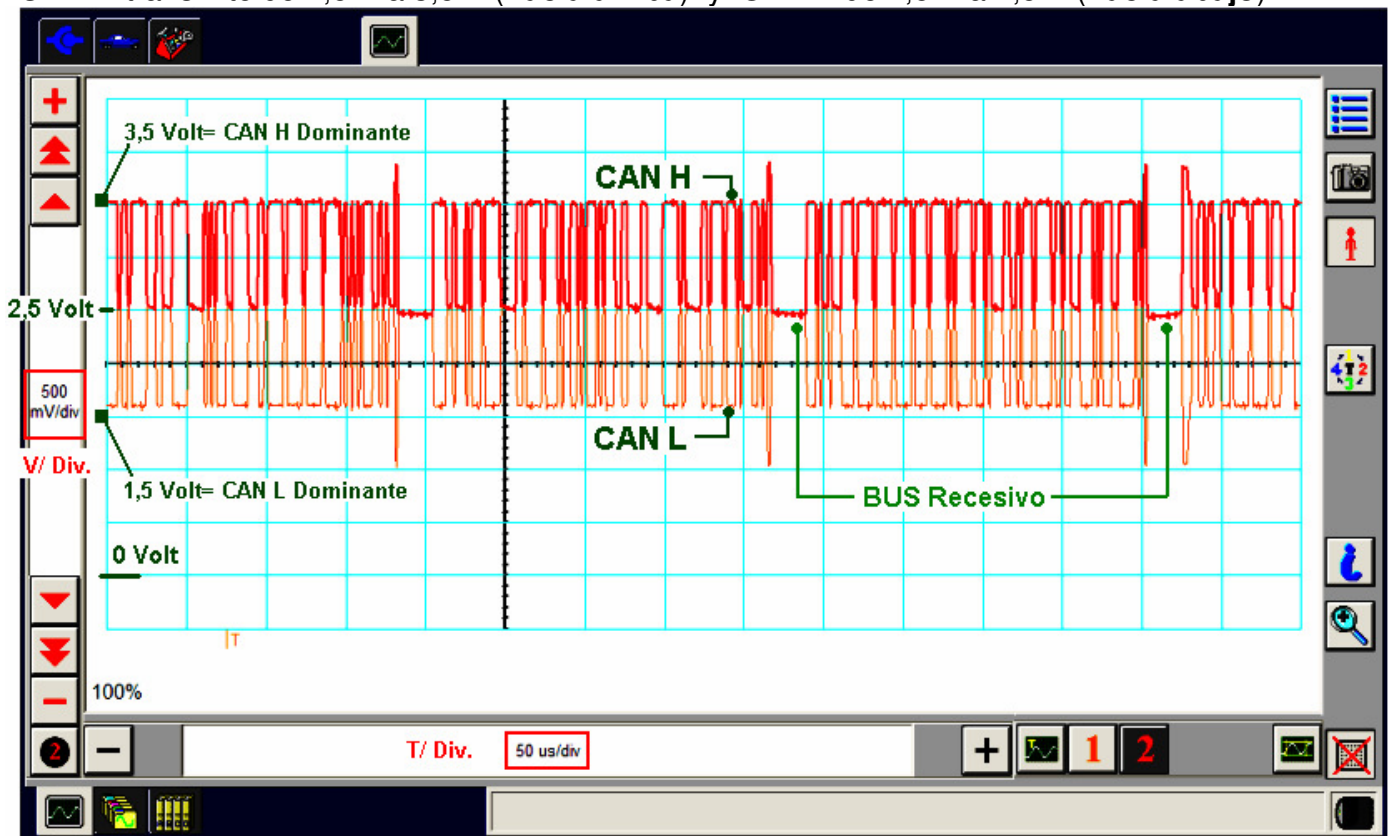 3,5 Volt= CAN H Dominante
CAN H
2,5 Volt
500
mV/div
V/ Div.
CAN L
1,5 Volt= CAN L Dominante
BUS Recesivo
0 Volt
T
100%
2
T/ Div.
50 us/div
1
2